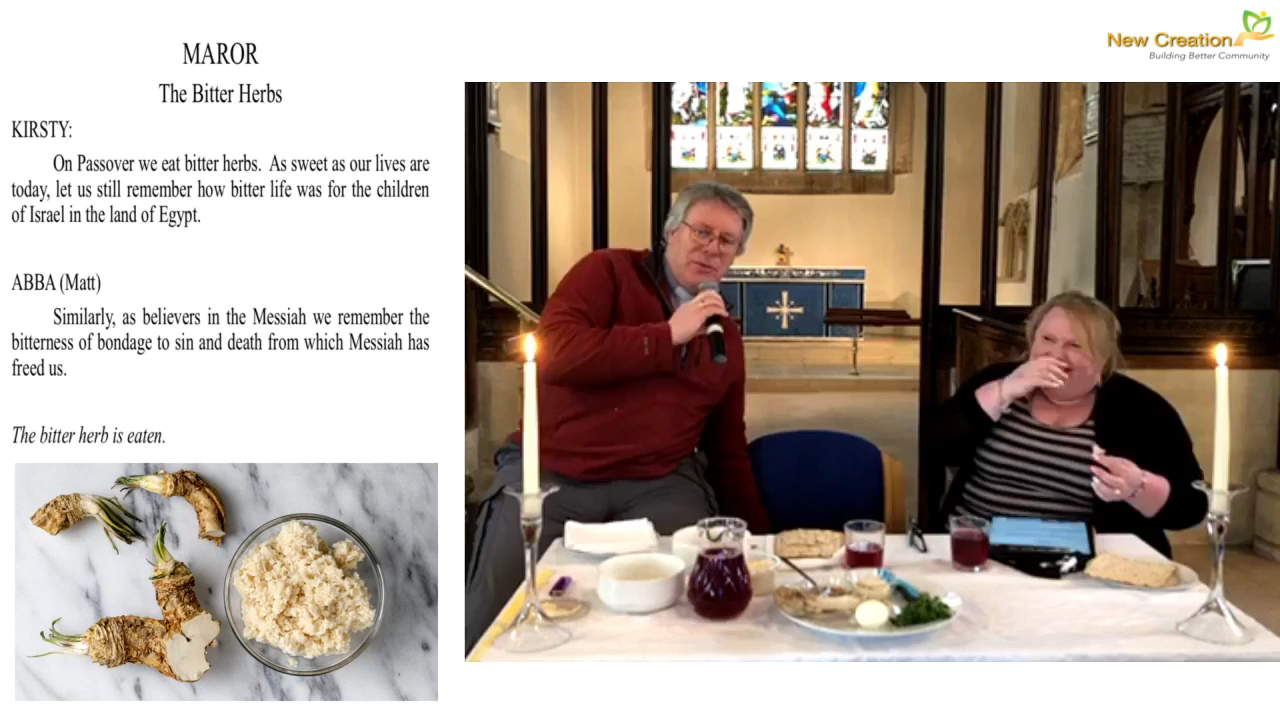 MAROR
The Bitter Herbs
KIRSTY:
On Passover we eat bitter herbs. As sweet as our lives are
today, let us still remember how bitter life was for the children
of Israel in the land of Egypt.
ABBA (Matt)
Similarly, as believers in the Messiah we remember the
bitterness of bondage to sin and death from which Messiah has
freed us.
The bitter herb is eaten.
New Creation
Building Better Community